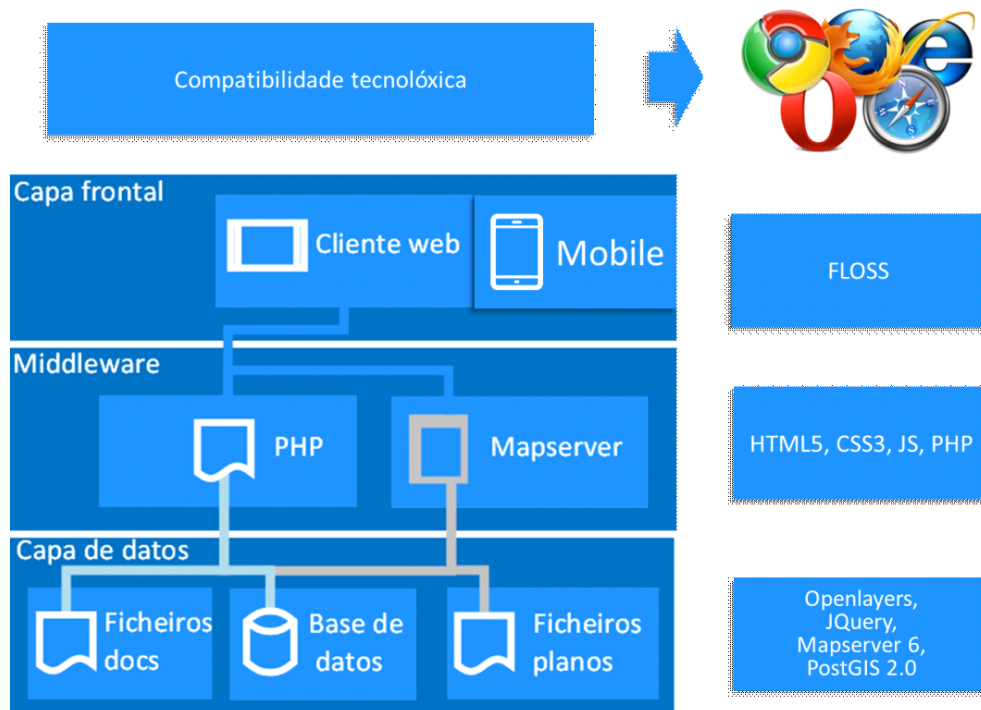 Compatibilidade tecnolóxica
Capa frontal
Cliente web
Mobile
FLOSS
Middleware
PHP
Mapserver
HTML5, CSS3, JS, PHP
Capa de datos
Ficheiros
docs
Base de
datos
Ficheiros
planos
Openlayers,
JQuery,
Mapserver 6,
PostGIS 2.0